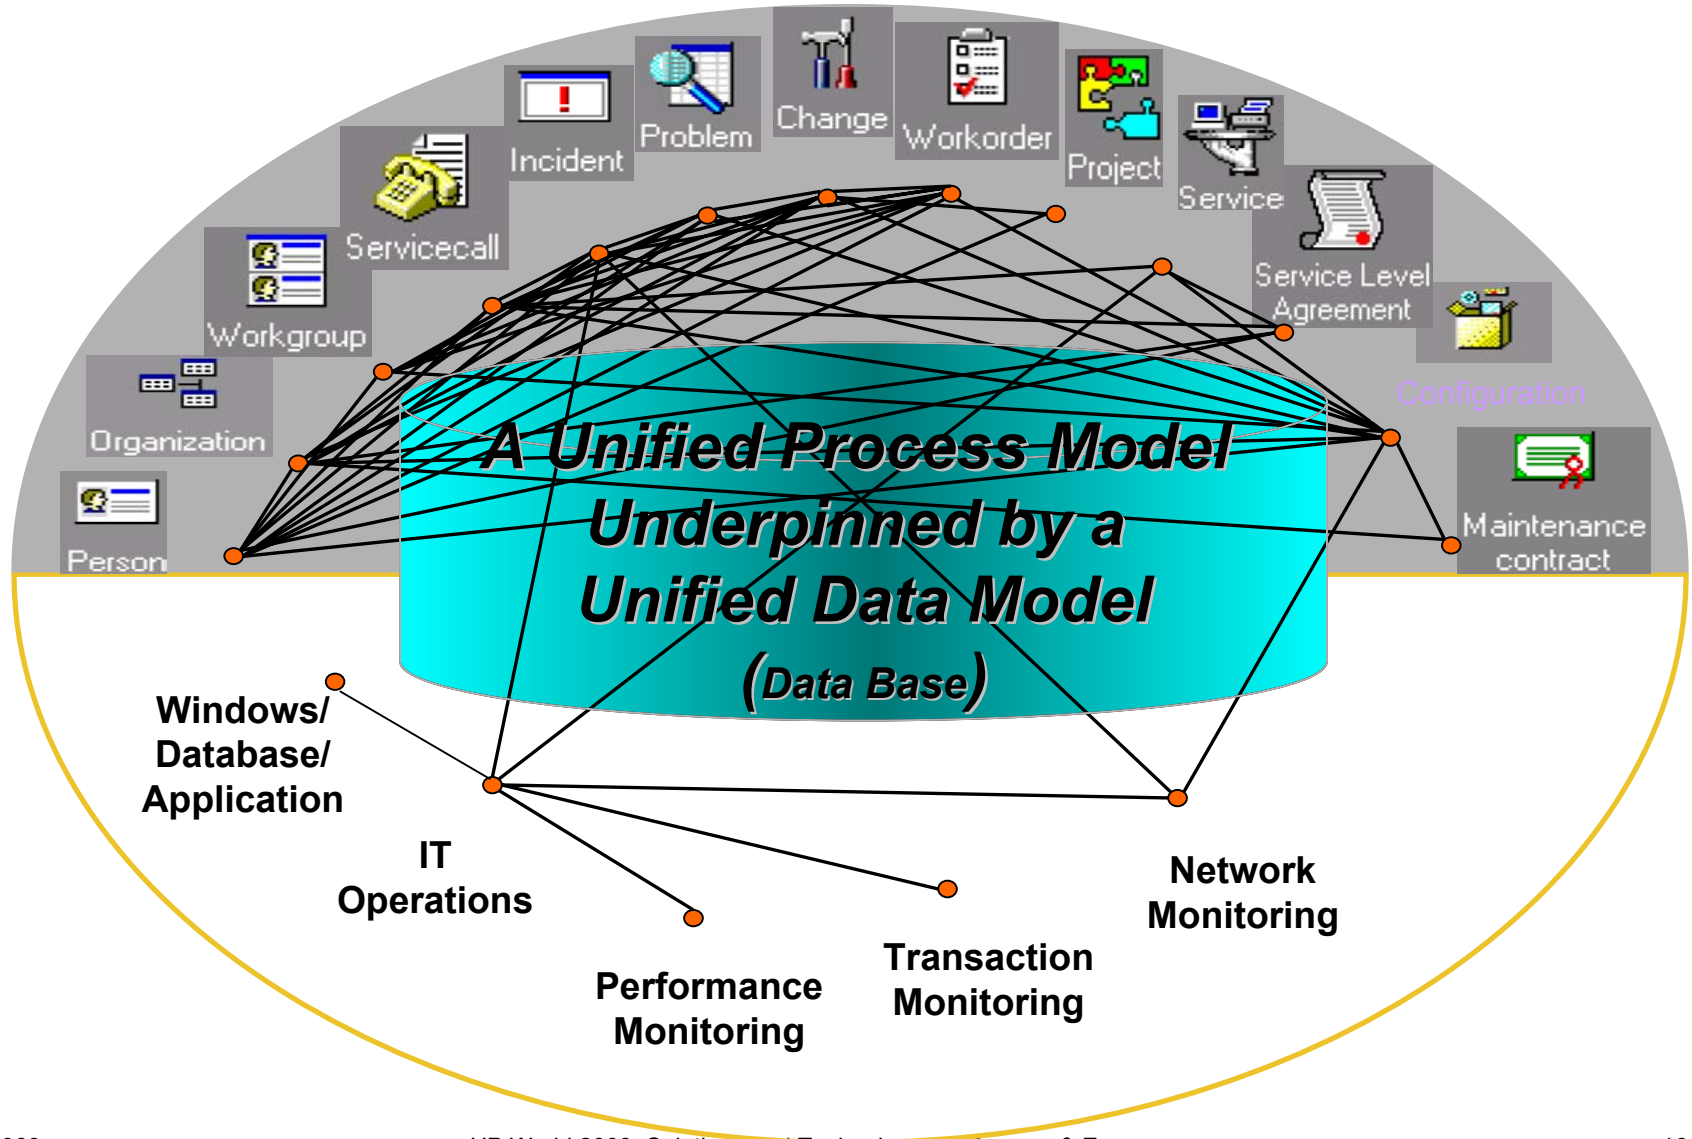 Change
Workorder
Problem
Incident
Project
Service
Servicecall
Service Level
Agreement
Workgroup
Configuration
Organization
Maintenance
contract
Person
A Unified Process Model
Underpinned by a
Unified Data Model
(Data Base)
Windows/
Database/
Application
IT
Operations
Network
Monitoring
Transaction
Monitoring
Performance
Monitoring